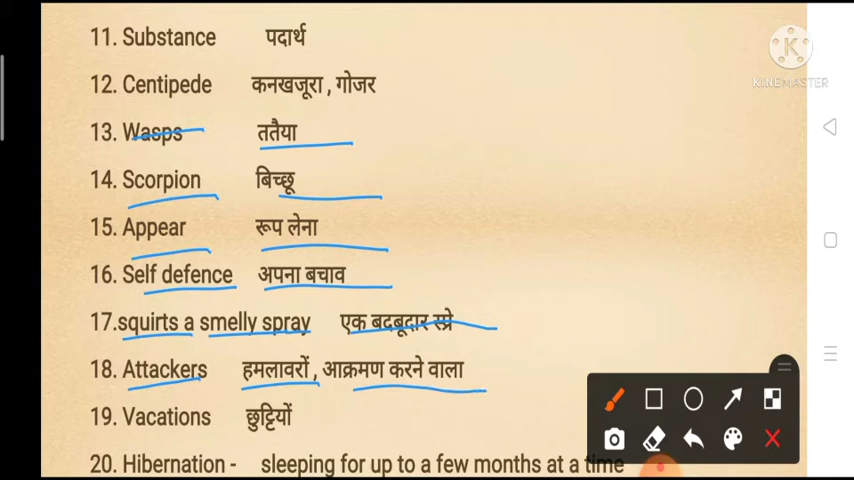 11. Substance पदार्थ
KINEMASTER
12. Centipede कनखजूरा , गोजर
13. Wasps ततैया
14. Scorpion बिच्छू
15. Appear रूप लेना
16. Self defence अपना बचाव
17.squirts a smelly spray एक बदबूदार स्प्रे
18. Attackers हमलावरों , आक्रमण करने वाला
19. Vacations छुट्टियों
20. Hibernation - sleeping for up to a few months at a time